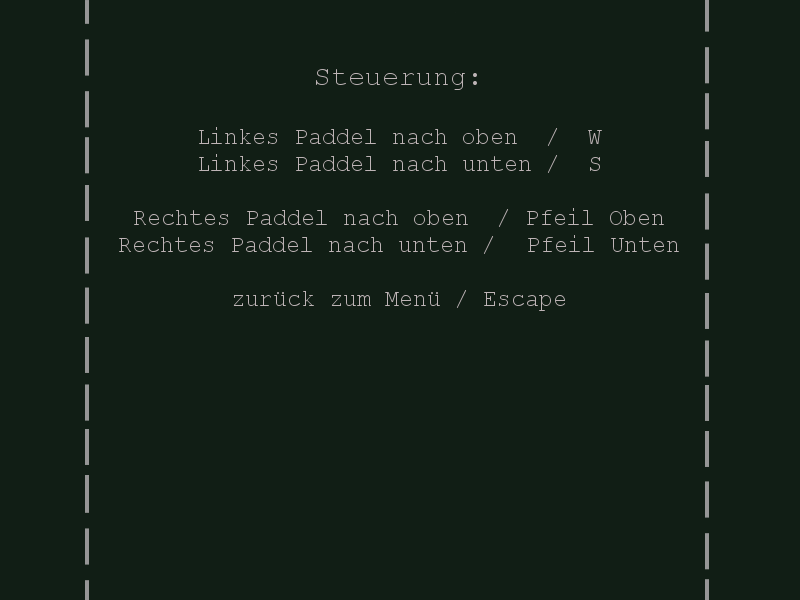 Steuerung:
Linkes Paddel nach oben / W
Linkes Paddel nach unten / S
Rechtes Paddel nach oben / Pfeil Oben
Rechtes Paddel nach unten / Pfeil Unten
zurück zum Menü / Escape